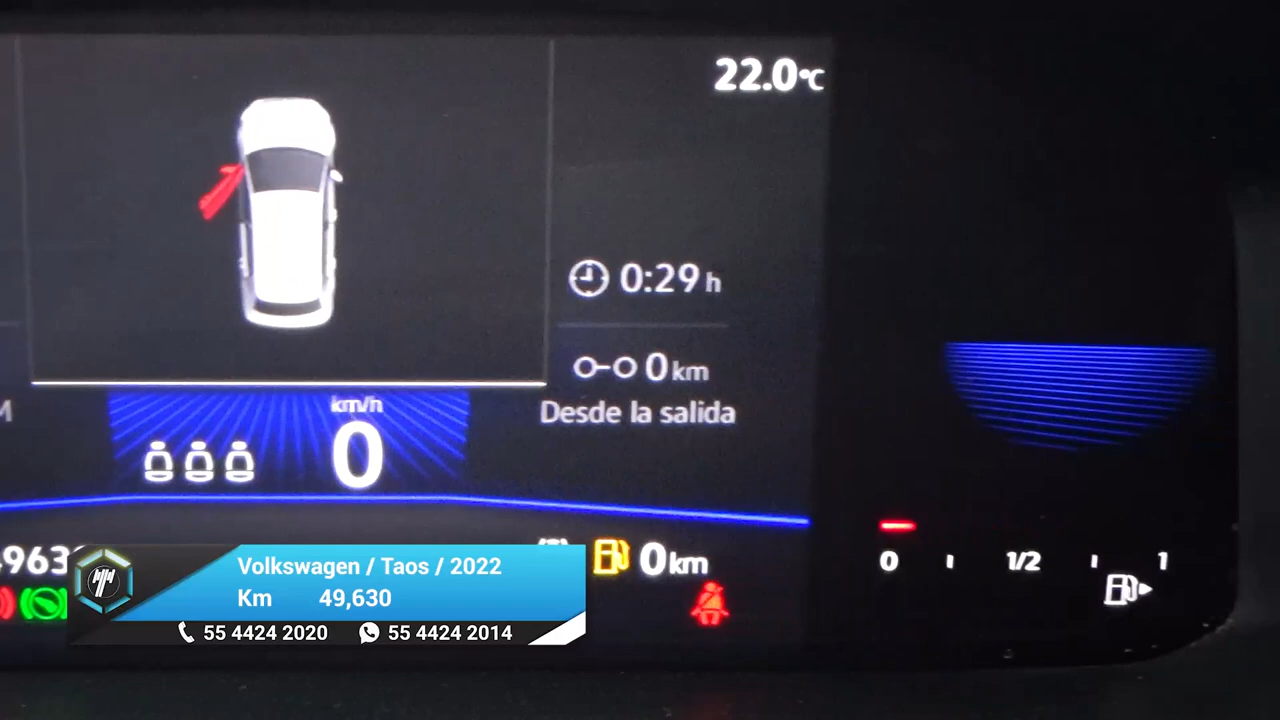 22.0°C
0:29 h
0 km
Desde la salida
km/h
0
0 km
0 1/2 1
Volkswagen / Taos / 2022
Km 49,630
55 4424 2020 55 4424 2014